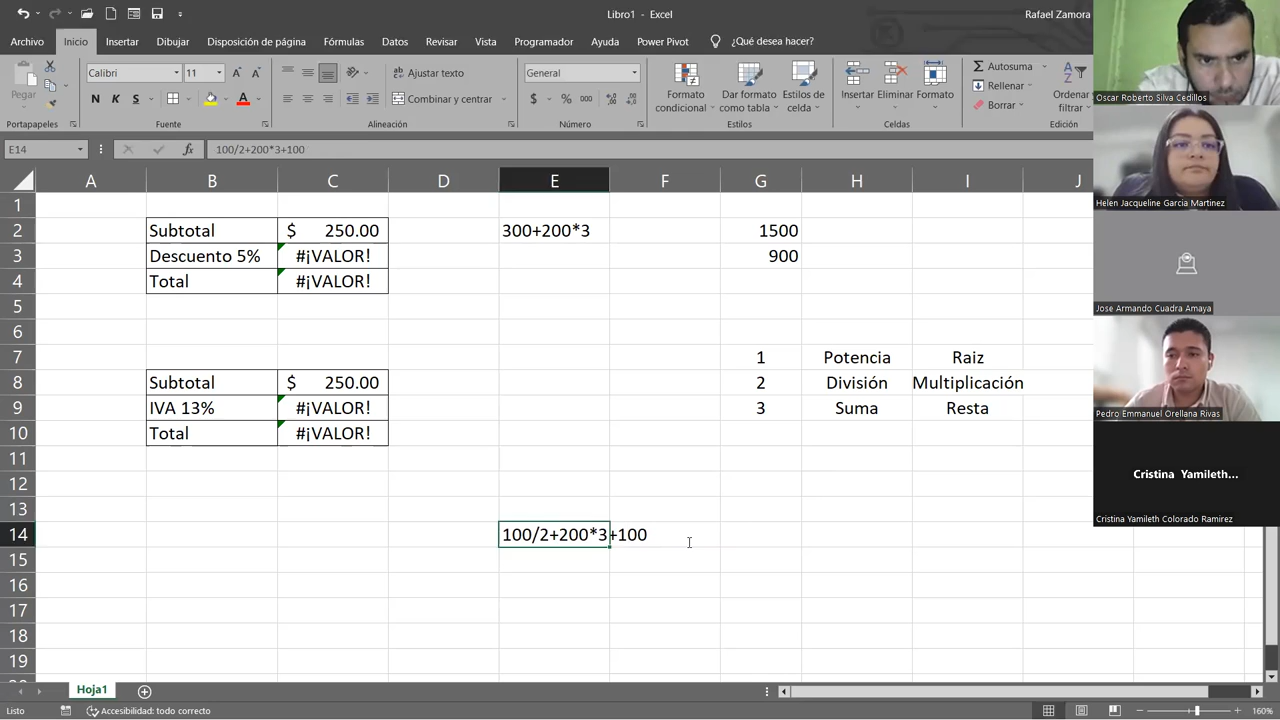 Libro1 - Excel
Rafael Zamora
Archivo Inicio Insertar Dibujar Disposición de página Fórmulas Datos Revisar Vista Programador Ayuda Power Pivot ¿Qué desea hacer?
Pegar
Calibri 11
N K S
Ajustar texto
Combinar y centrar
General
$ % 000
Formato condicional
Dar formato como tabla
Estilos de celda
Insertar Eliminar Formato
Autosuma
Rellenar
Borrar
Ordenar filtrar
Portapapeles Fuente Alineación Número Estilos Celdas Edición
E14 fx 100/2+200*3+100
A B C D E F G H I J
1
2 Subtotal $ 250.00 300+200*3 1500
3 Descuento 5% #¡VALOR! 900
4 Total #¡VALOR!
5
6
7 1 Potencia Raiz
8 Subtotal $ 250.00 2 División Multiplicación
9 IVA 13% #¡VALOR! 3 Suma Resta
10 Total #¡VALOR!
11
12
13
14 100/2+200*3+100
15
16
17
18
19
Hoja1
Listo Accesibilidad: todo correcto 160%
Oscar Roberto Silva Cedillos
Helen Jacqueline Garcia Martinez
Jose Armando Cuadra Amaya
Pedro Emmanuel Orellana Rivas
Cristina Yamileth...
Cristina Yamileth Colorado Ramirez